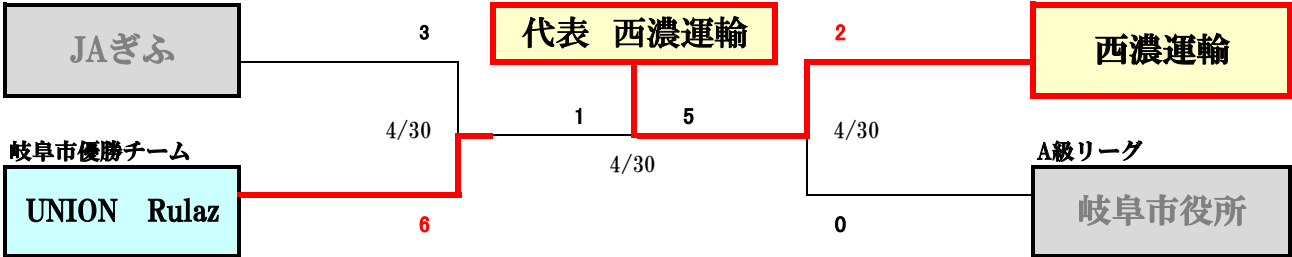 3
代表　西濃運輸
2
JAぎふ
西濃運輸
1
5
4/30
4/30
岐阜市優勝チーム
4/30
A級リーグ
UNION　Rulaz
6
0
岐阜市役所